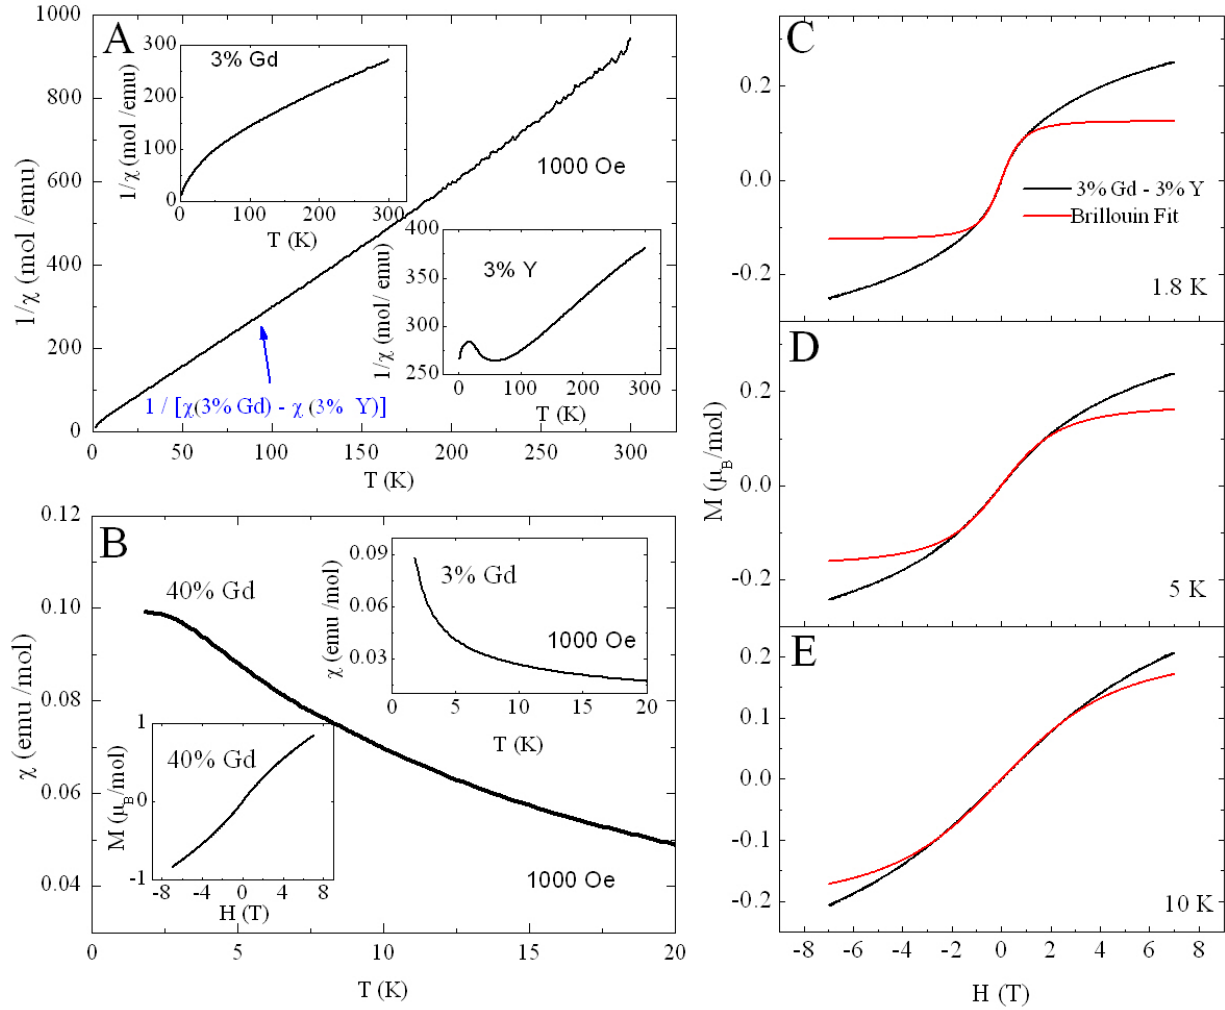 A
1000
800
600
400
200
0
1/χ (mol /emu)
0
50
100
150
200
250
300
T (K)
1000 Oe
1 / [χ(3% Gd) - χ (3% Y)]
3% Gd
300
200
100
0
1/χ (mol /emu)
0
100
200
300
T (K)
3% Y
400
350
300
250
1/χ (mol/ emu)
0
100
200
300
T (K)
B
0.12
0.10
0.08
0.06
0.04
χ (emu /mol)
0
5
10
15
20
T (K)
40% Gd
1000 Oe
3% Gd
1000 Oe
0.09
0.06
0.03
χ (emu /mol)
5
10
15
20
T (K)
40% Gd
1
0
-1
M (μB/mol)
-8
-4
0
4
8
H (T)
C
0.2
0.0
-0.2
3% Gd - 3% Y
Brillouin Fit
1.8 K
D
0.2
0.0
-0.2
M (μB/mol)
5 K
E
0.2
0.1
0.0
-0.1
-0.2
10 K
-8
-6
-4
-2
0
2
4
6
8
H (T)